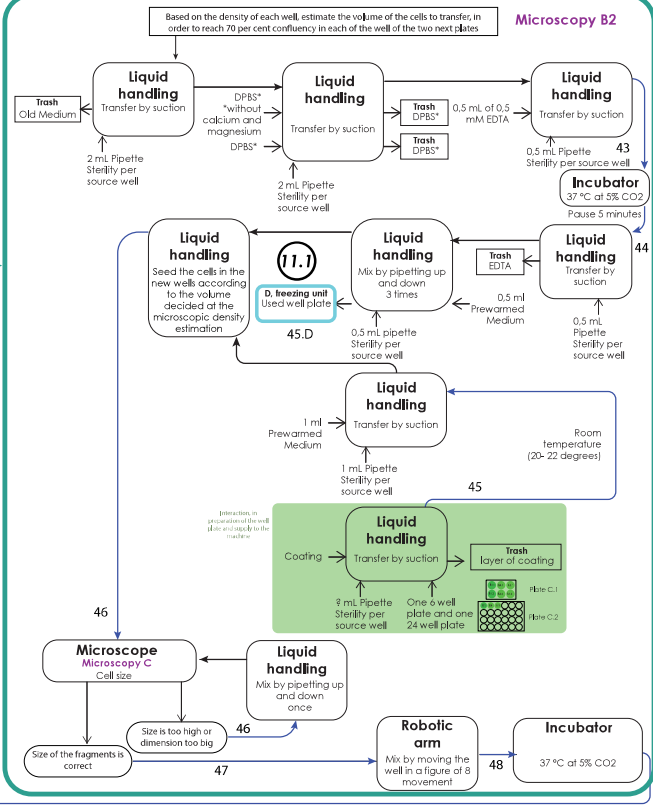 Based on the density of each well, estimate the volume of the cells to transfer, in
order to reach 70 per cent confluency in each of the well of the two next plates
Microscopy B2
Liquid
handling
Transfer by suction
Trash
Old Medium
2 mL Pipette
Sterility per
source well
DPBS*
*without
calcium and
magnesium
DPBS*
Liquid
handling
Transfer by suction
2 mL Pipette
Sterility per
source well
Trash
DPBS*
Trash
DPBS*
0,5 mL of 0,5
mM EDTA
Liquid
handling
Transfer by suction
0,5 mL Pipette
Sterility per
source well
43
Incubator
37 °C at 5% CO2
Pause 5 minutes
44
Liquid
handling
Transfer by
suction
Trash
EDTA
0,5 mL
Pipette
Sterility per
source well
Liquid
handling
Mix by pipetting up
and down
3 times
0,5 ml
Prewarmed
Medium
0,5 mL pipette
Sterility per
source well
11.1
D, freezing unit
Used well plate
45.D
Liquid
handling
Seed the cells in the
new wells according
to the volume
decided at the
microscopic density
estimation
Liquid
handling
Transfer by suction
1 ml
Prewarmed
Medium
1 mL Pipette
Sterility per
source well
Room
temperature
(20- 22 degrees)
45
Interaction, in
preparation of the well
plate and supply to the
machine
Liquid
handling
Transfer by suction
Coating
Trash
layer of coating
? mL Pipette
Sterility per
source well
One 6 well
plate and one
24 well plate
Plate C.1
Plate C.2
46
Microscope
Microscopy C
Cell size
Liquid
handling
Mix by pipetting up
and down
once
Size is too high or
dimension too big
46
Size of the fragments is
correct
47
Robotic
arm
Mix by moving the
well in a figure of 8
movement
48
Incubator
37 °C at 5% CO2